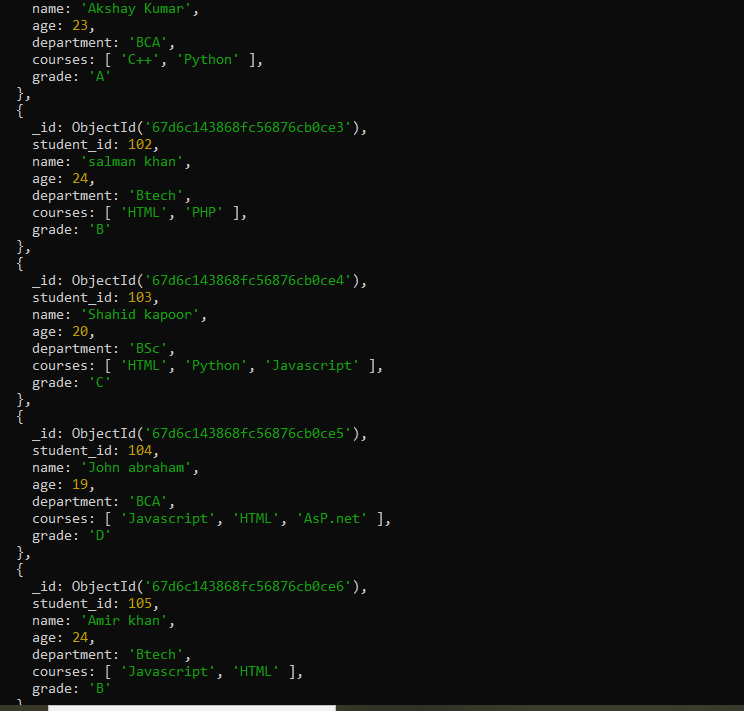 name: 'Akshay Kumar',
age: 23,
department: 'BCA',
courses: [ 'C++', 'Python' ],
grade: 'A'
},
{
_id: ObjectId('67d6c143868fc56876cb0ce3'),
student_id: 102,
name: 'salman khan',
age: 24,
department: 'Btech',
courses: [ 'HTML', 'PHP' ],
grade: 'B'
},
{
_id: ObjectId('67d6c143868fc56876cb0ce4'),
student_id: 103,
name: 'Shahid kapoor',
age: 20,
department: 'BSc',
courses: [ 'HTML', 'Python', 'Javascript' ],
grade: 'C'
},
{
_id: ObjectId('67d6c143868fc56876cb0ce5'),
student_id: 104,
name: 'John abraham',
age: 19,
department: 'BCA',
courses: [ 'Javascript', 'HTML', 'AsP.net' ],
grade: 'D'
},
{
_id: ObjectId('67d6c143868fc56876cb0ce6'),
student_id: 105,
name: 'Amir khan',
age: 24,
department: 'Btech',
courses: [ 'Javascript', 'HTML' ],
grade: 'B'
}